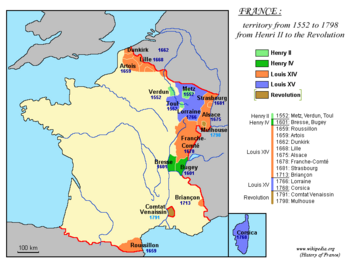 FRANCE :
territory from 1552 to 1798
from Henri II to the Revolution
Henry II
Henry IV
Louis XIV
Louis XV
Revolution
Henry II 1552: Metz, Verdun, Toul
Henry IV 1601: Bresse, Bugey
Louis XIV
1659: Roussillon
1659: Artois
1662: Dunkirk
1668: Lille
1675: Alsace
1678: Franche-Comté
1681: Strasbourg
1713: Briançon
Louis XV
1766: Lorraine
1768: Corsica
Revolution
1791: Comtat Venaissin
1798: Mulhouse
Dunkirk 1662
Lille 1668
Artois
1659
Verdun
1552
Metz
1552
Toul
1552
Lorraine
1766
Strasbourg
1681
Alsace
1675
Mulhouse
1798
Franche-
Comté
1678
Bresse
1601
Bugey
1601
Briançon
1713
Comtat
Venaissin
1791
Roussillon
1659
Corsica
1768
100 km
www.wikipedia.org
(History of France)